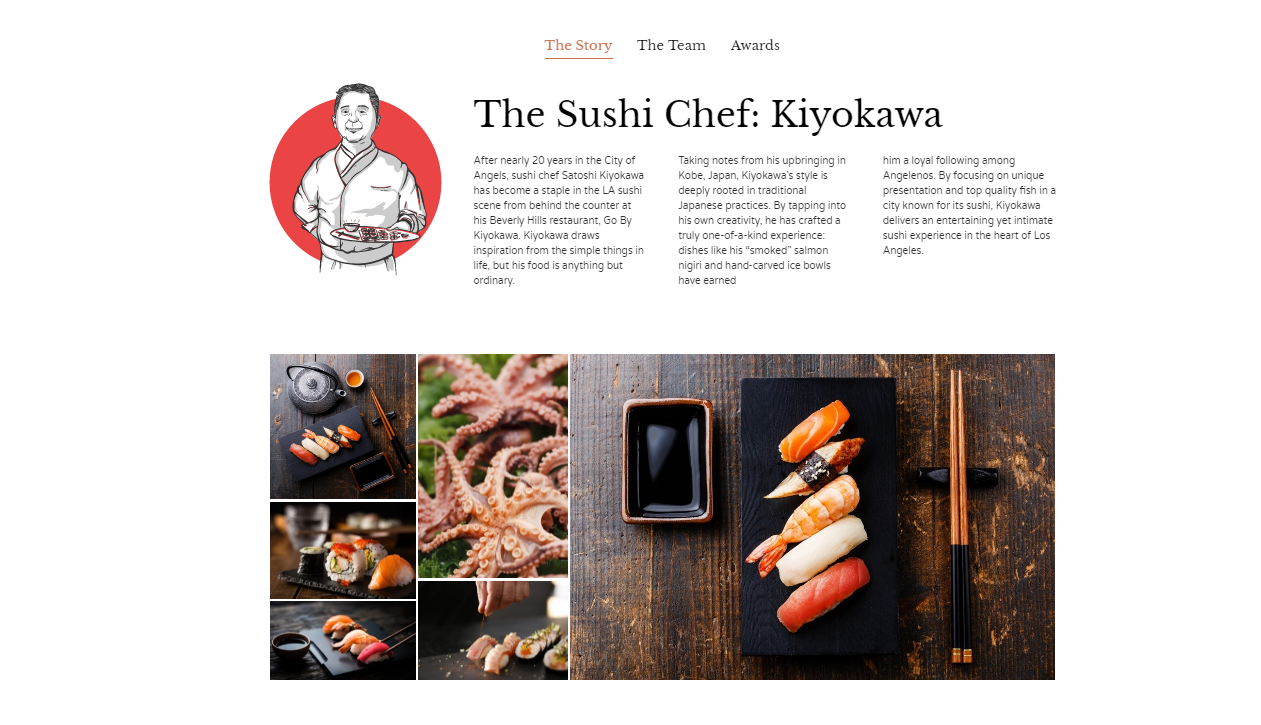 The Story The Team Awards
The Sushi Chef: Kiyokawa
After nearly 20 years in the City of
Angels, sushi chef Satoshi Kiyokawa
has become a staple in the LA sushi
scene from behind the counter at
his Beverly Hills restaurant, Go By
Kiyokawa. Kiyokawa draws
inspiration from the simple things in
life, but his food is anything but
ordinary.
Taking notes from his upbringing in
Kobe, Japan, Kiyokawa's style is
deeply rooted in traditional
Japanese practices. By tapping into
his own creativity, he has crafted a
truly one-of-a-kind experience:
dishes like his “smoked” salmon
nigiri and hand-carved ice bowls
have earned
him a loyal following among
Angelenos. By focusing on unique
presentation and top quality fish in a
city known for its sushi, Kiyokawa
delivers an entertaining yet intimate
sushi experience in the heart of Los
Angeles.